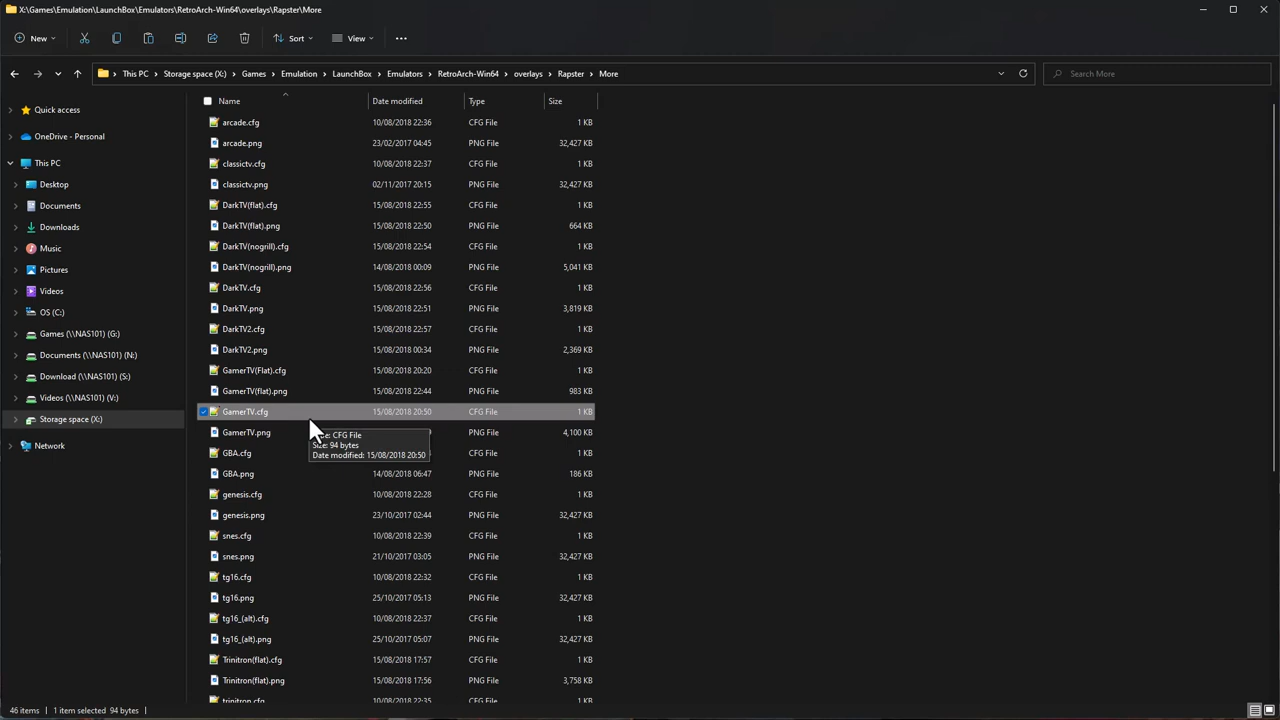 X:\Games\Emulation\LaunchBox\Emulators\RetroArch-Win64\overlays\Rapster\More
New Sort View
This PC Storage space (X:) Games Emulation LaunchBox Emulators RetroArch-Win64 overlays Rapster More Search More
Quick access
OneDrive - Personal
This PC
Desktop
Documents
Downloads
Music
Pictures
Videos
OS (C:)
Games (\\NAS101) (G:)
Documents (\\NAS101) (N:)
Download (\\NAS101) (S:)
Videos (\\NAS101) (V:)
Storage space (X:)
Network
Name Date modified Type Size
arcade.cfg 10/08/2018 22:36 CFG File 1 KB
arcade.png 23/02/2017 04:45 PNG File 32,427 KB
classictv.cfg 10/08/2018 22:37 CFG File 1 KB
classictv.png 02/11/2017 20:15 PNG File 32,427 KB
DarkTV(flat).cfg 15/08/2018 22:55 CFG File 1 KB
DarkTV(flat).png 15/08/2018 22:50 PNG File 664 KB
DarkTV(nogrill).cfg 15/08/2018 22:54 CFG File 1 KB
DarkTV(nogrill).png 14/08/2018 00:09 PNG File 5,041 KB
DarkTV.cfg 15/08/2018 22:56 CFG File 1 KB
DarkTV.png 15/08/2018 22:51 PNG File 3,819 KB
DarkTV2.cfg 15/08/2018 22:57 CFG File 1 KB
DarkTV2.png 15/08/2018 00:34 PNG File 2,369 KB
GamerTV(Flat).cfg 15/08/2018 20:20 CFG File 1 KB
GamerTV(flat).png 15/08/2018 22:44 PNG File 983 KB
GamerTV.cfg 15/08/2018 20:50 CFG File 1 KB
GamerTV.png PNG File 4,100 KB
CFG File
Size: 94 bytes
Date modified: 15/08/2018 20:50
GBA.cfg CFG File 1 KB
GBA.png 14/08/2018 06:47 PNG File 186 KB
genesis.cfg 10/08/2018 22:28 CFG File 1 KB
genesis.png 23/10/2017 02:44 PNG File 32,427 KB
snes.cfg 10/08/2018 22:39 CFG File 1 KB
snes.png 21/10/2017 03:05 PNG File 32,427 KB
tg16.cfg 10/08/2018 22:32 CFG File 1 KB
tg16.png 25/10/2017 05:13 PNG File 32,427 KB
tg16_(alt).cfg 10/08/2018 22:37 CFG File 1 KB
tg16_(alt).png 25/10/2017 05:07 PNG File 32,427 KB
Trinitron(flat).cfg 15/08/2018 17:57 CFG File 1 KB
Trinitron(flat).png 15/08/2018 17:56 PNG File 3,758 KB
trinitron.cfg 10/08/2018 22:35 CFG File 1 KB
46 items 1 item selected 94 bytes